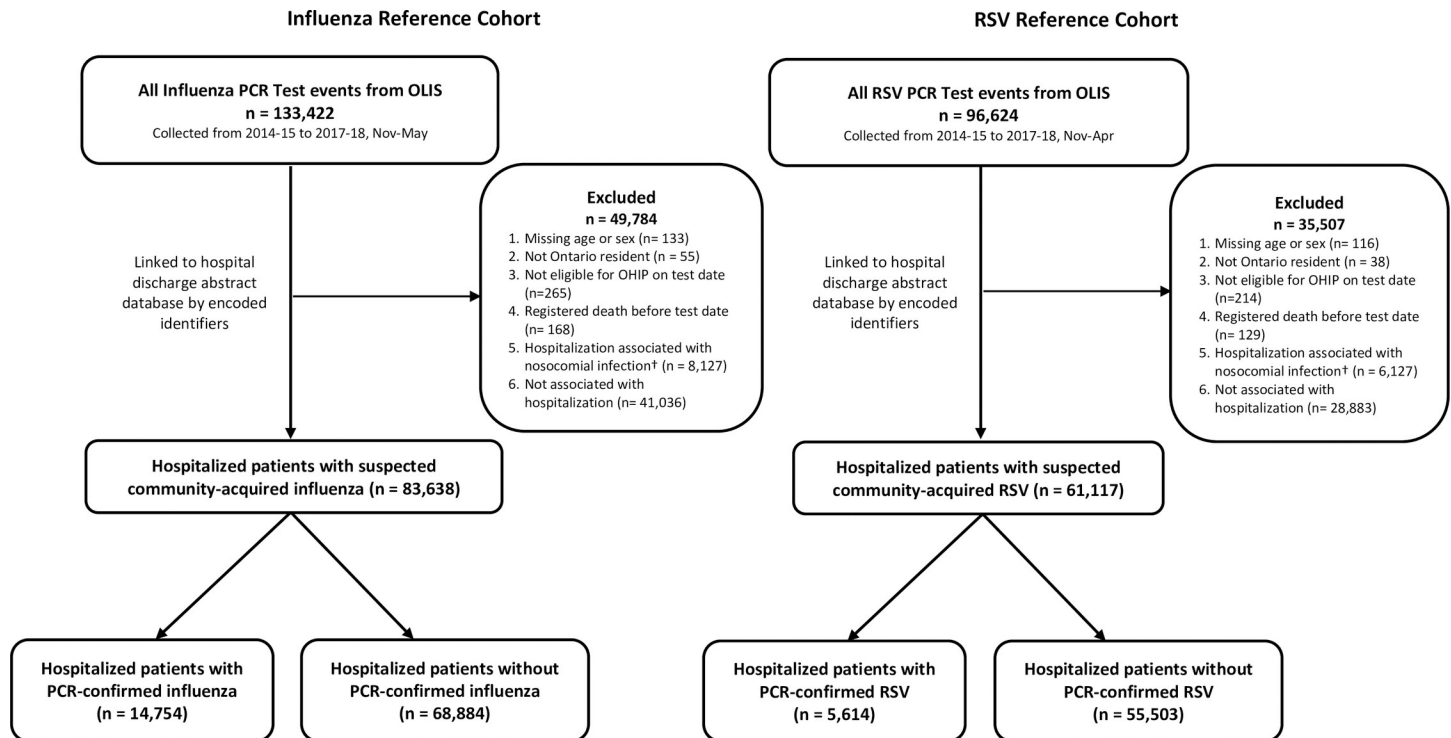 Influenza Reference Cohort
All Influenza PCR Test events from OLIS
n = 133,422
Collected from 2014-15 to 2017-18, Nov-May
Linked to hospital
discharge abstract
database by encoded
identifiers
Excluded
n = 49,784
1. Missing age or sex (n= 133)
2. Not Ontario resident (n = 55)
3. Not eligible for OHIP on test date
(n=265)
4. Registered death before test date
(n= 168)
5. Hospitalization associated with
nosocomial infection† (n = 8,127)
6. Not associated with
hospitalization (n= 41,036)
Hospitalized patients with suspected
community-acquired influenza (n = 83,638)
Hospitalized patients with
PCR-confirmed influenza
(n = 14,754)
Hospitalized patients without
PCR-confirmed influenza
(n = 68,884)
RSV Reference Cohort
All RSV PCR Test events from OLIS
n = 96,624
Collected from 2014-15 to 2017-18, Nov-Apr
Linked to hospital
discharge abstract
database by encoded
identifiers
Excluded
n = 35,507
1. Missing age or sex (n= 116)
2. Not Ontario resident (n = 38)
3. Not eligible for OHIP on test date
(n=214)
4. Registered death before test date
(n= 129)
5. Hospitalization associated with
nosocomial infection† (n = 6,127)
6. Not associated with
hospitalization (n= 28,883)
Hospitalized patients with suspected
community-acquired RSV (n = 61,117)
Hospitalized patients with
PCR-confirmed RSV
(n = 5,614)
Hospitalized patients without
PCR-confirmed RSV
(n = 55,503)